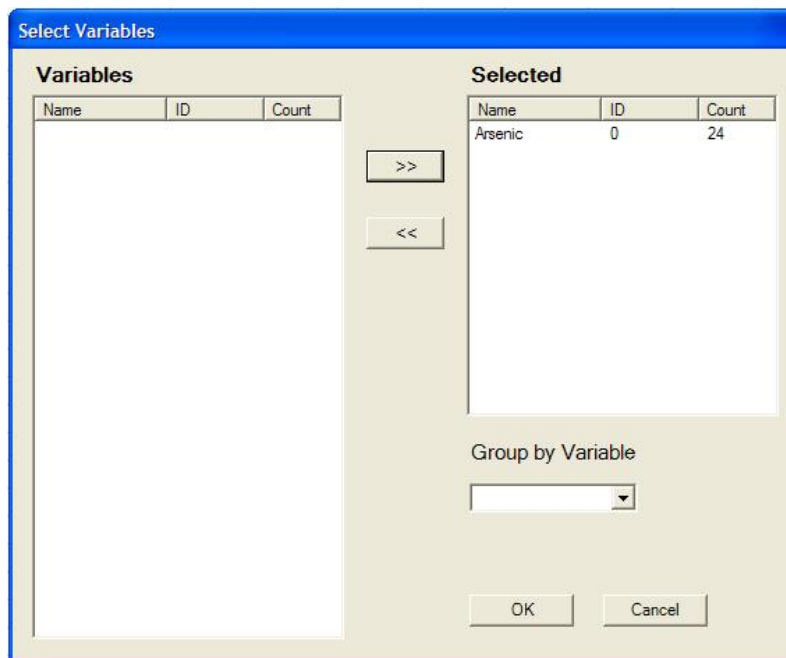 Select Variables
Variables
Name ID Count
>>
<<
Selected
Name ID Count
Arsenic 0 24
Group by Variable
OK Cancel